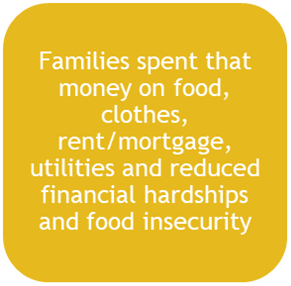 Families spent that
money on food,
clothes,
rent/mortgage,
utilities and reduced
financial hardships
and food insecurity